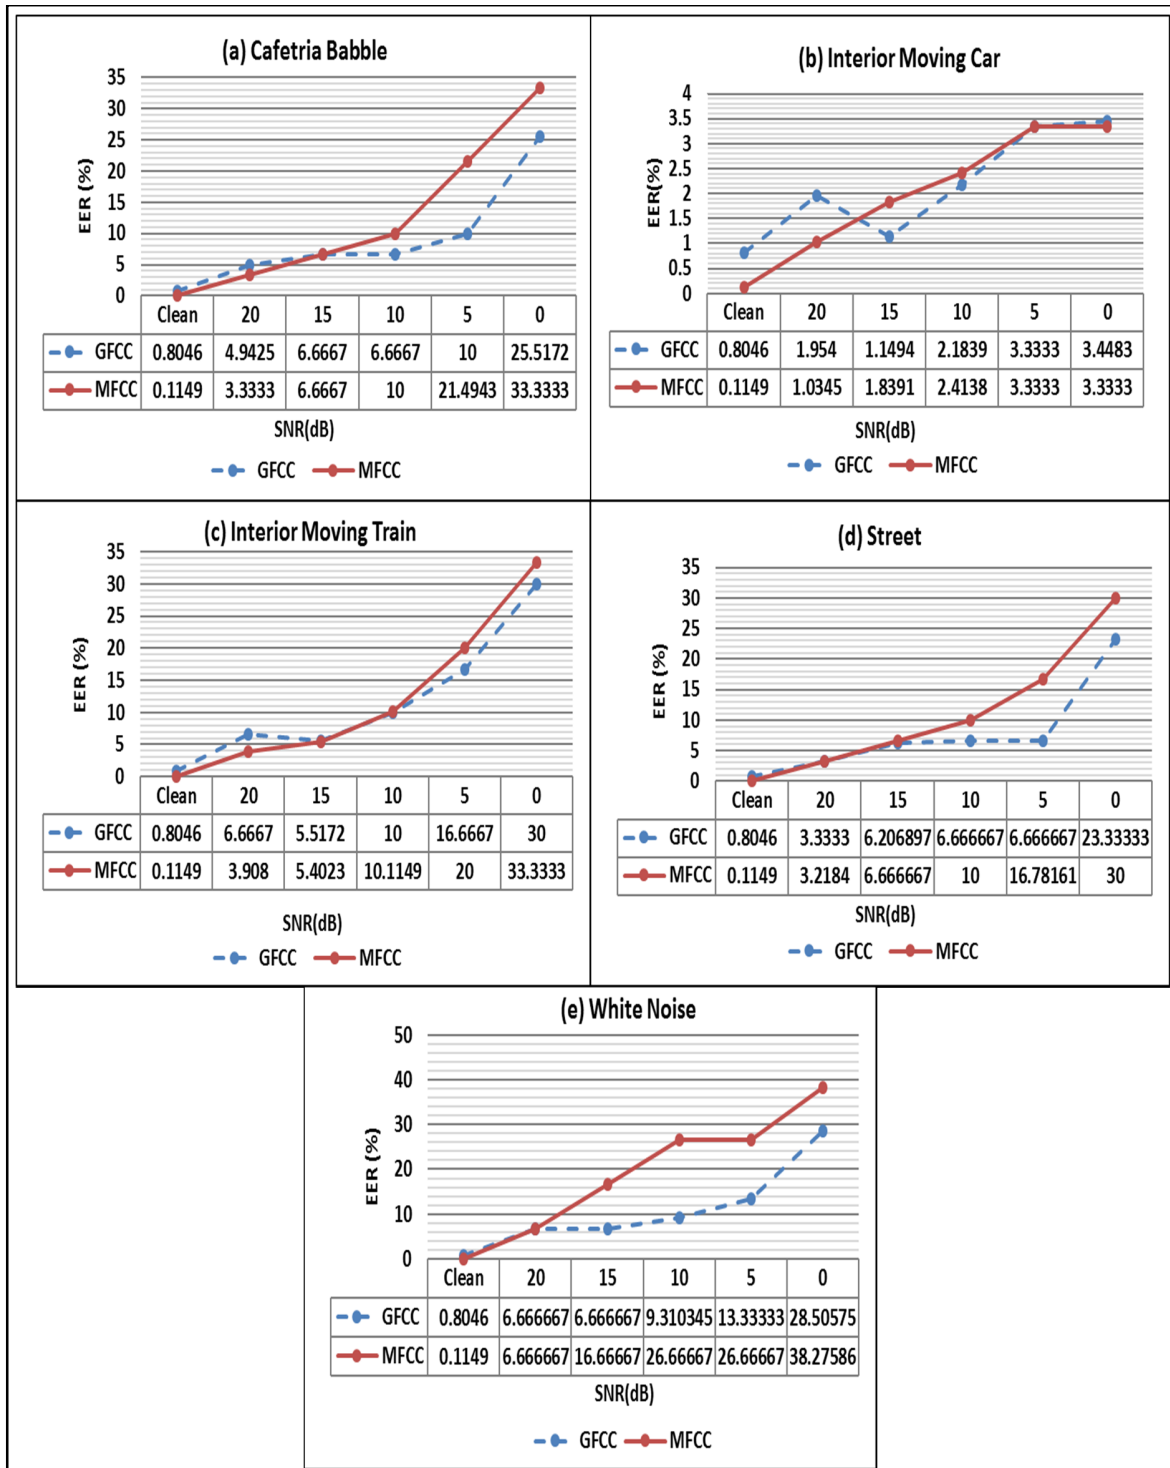 (a) Cafetria Babble
35
30
25
20
15
10
5
0
EER (%)
Clean 20 15 10 5 0
GFCC 0.8046 4.9425 6.6667 6.6667 10 25.5172
MFCC 0.1149 3.3333 6.6667 10 21.4943 33.3333
SNR(dB)
GFCC MFCC
(b) Interior Moving Car
4
3.5
3
2.5
2
1.5
1
0.5
0
EER(%)
Clean 20 15 10 5 0
GFCC 0.8046 1.954 1.1494 2.1839 3.3333 3.4483
MFCC 0.1149 1.0345 1.8391 2.4138 3.3333 3.3333
SNR(dB)
GFCC MFCC
(c) Interior Moving Train
35
30
25
20
15
10
5
0
EER (%)
Clean 20 15 10 5 0
GFCC 0.8046 6.6667 5.5172 10 16.6667 30
MFCC 0.1149 3.908 5.4023 10.1149 20 33.3333
SNR(dB)
GFCC MFCC
(d) Street
35
30
25
20
15
10
5
0
EER (%)
Clean 20 15 10 5 0
GFCC 0.8046 3.3333 6.206897 6.666667 6.666667 23.33333
MFCC 0.1149 3.2184 6.666667 10 16.78161 30
SNR(dB)
GFCC MFCC
(e) White Noise
50
40
30
20
10
0
EER (%)
Clean 20 15 10 5 0
GFCC 0.8046 6.666667 6.666667 9.310345 13.33333 28.50575
MFCC 0.1149 6.666667 16.66667 26.66667 26.66667 38.27586
SNR(dB)
GFCC MFCC